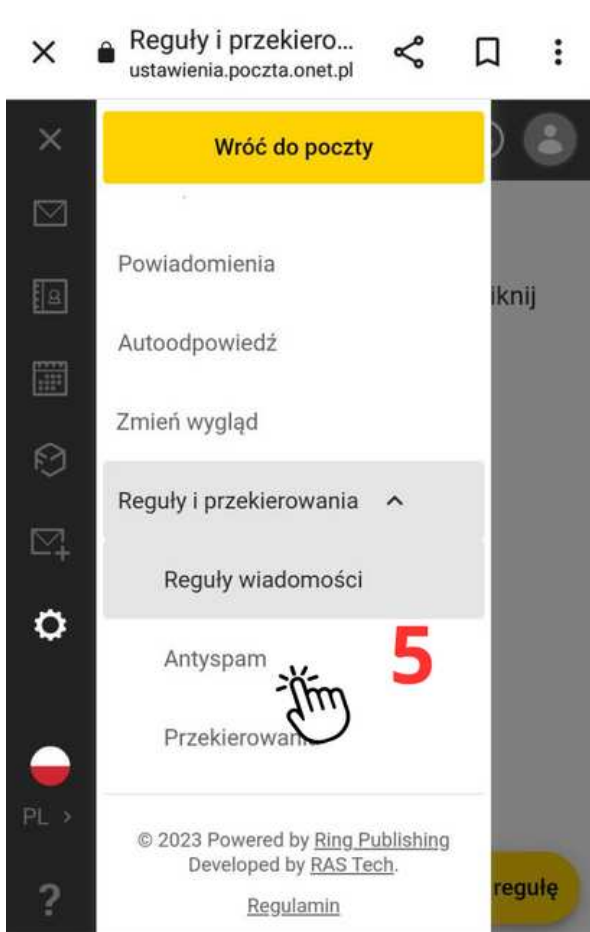 Reguły i przekiero...
ustawienia.poczta.onet.pl
Wróć do poczty
Powiadomienia
iknij
Autoodpowiedź
Zmień wygląd
Reguły i przekierowania
Reguły wiadomości
Antyspam
5
Przekierowania
PL >
© 2023 Powered by Ring Publishing
Developed by RAS Tech.
regułę
?
Regulamin